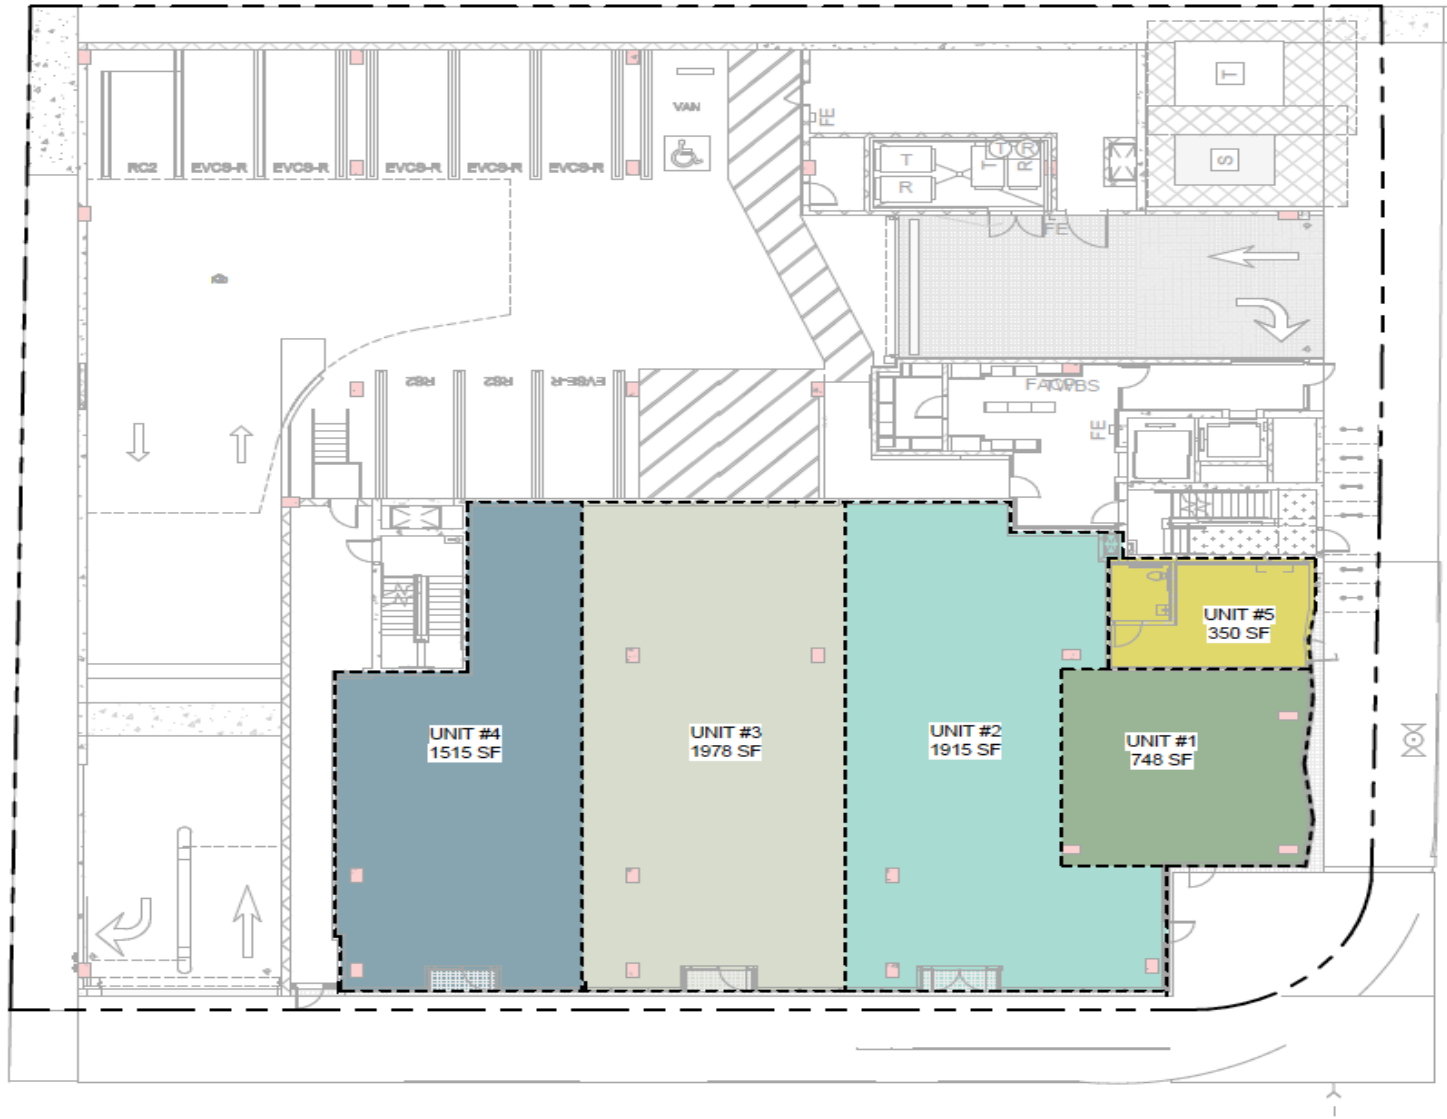 VAN
FE
T
S
T
R
T
R
T
R
RC2
EVCS-R
EVCS-R
EVCS-R
EVCS-R
EVCS-R
FE
RS2
RS2
EVSE-R
FE
UNIT #5
350 SF
UNIT #4
1515 SF
UNIT #3
1978 SF
UNIT #2
1915 SF
UNIT #1
748 SF